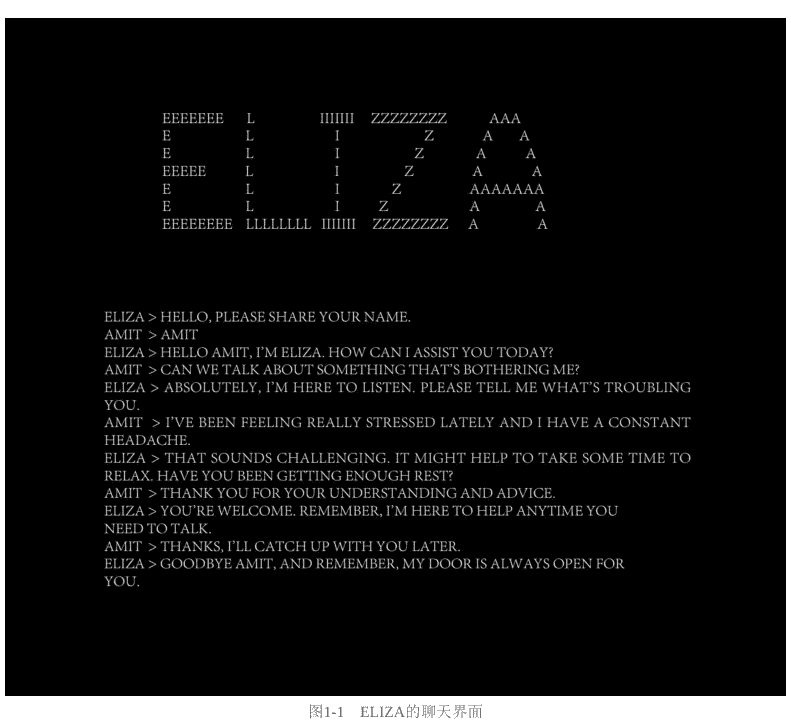 EEEEEEE L IIIIIII ZZZZZZZZ AAA
E L I Z A A
E L I Z A A
EEEEE L I Z A A
E L I Z AAAAAAA
E L I Z A A
EEEEEEEE LLLLLLLL IIIIIII ZZZZZZZZ A A
ELIZA > HELLO, PLEASE SHARE YOUR NAME.
AMIT > AMIT
ELIZA > HELLO AMIT, I'M ELIZA. HOW CAN I ASSIST YOU TODAY?
AMIT > CAN WE TALK ABOUT SOMETHING THAT'S BOTHERING ME?
ELIZA > ABSOLUTELY, I'M HERE TO LISTEN. PLEASE TELL ME WHAT'S TROUBLING
YOU.
AMIT > I'VE BEEN FEELING REALLY STRESSED LATELY AND I HAVE A CONSTANT
HEADACHE.
ELIZA > THAT SOUNDS CHALLENGING. IT MIGHT HELP TO TAKE SOME TIME TO
RELAX. HAVE YOU BEEN GETTING ENOUGH REST?
AMIT > THANK YOU FOR YOUR UNDERSTANDING AND ADVICE.
ELIZA > YOU'RE WELCOME. REMEMBER, I'M HERE TO HELP ANYTIME YOU
NEED TO TALK.
AMIT > THANKS, I'LL CATCH UP WITH YOU LATER.
ELIZA > GOODBYE AMIT, AND REMEMBER, MY DOOR IS ALWAYS OPEN FOR
YOU.
图1-1 ELIZA的聊天界面